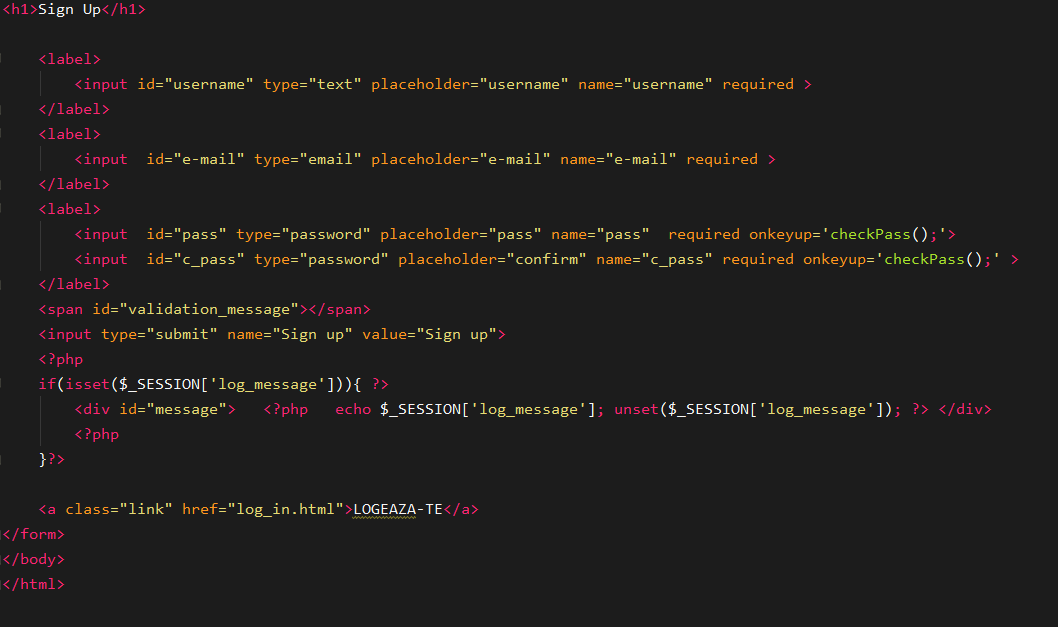 <h1>Sign Up</h1>
<label>
<input id="username" type="text" placeholder="username" name="username" required >
</label>
<label>
<input  id="e-mail" type="email" placeholder="e-mail" name="e-mail" required >
</label>
<label>
<input  id="pass" type="password" placeholder="pass" name="pass"  required onkeyup='checkPass();'>
<input  id="c_pass" type="password" placeholder="confirm" name="c_pass" required onkeyup='checkPass();' >
</label>
<span id="validation_message"></span>
<input type="submit" name="Sign up" value="Sign up">
<?php
if(isset($_SESSION['log_message'])){ ?>
<div id="message">   <?php   echo $_SESSION['log_message']; unset($_SESSION['log_message']); ?> </div>
<?php
}?>
<a class="link" href="log_in.html">LOGEAZA-TE</a>
</form>
</body>
</html>